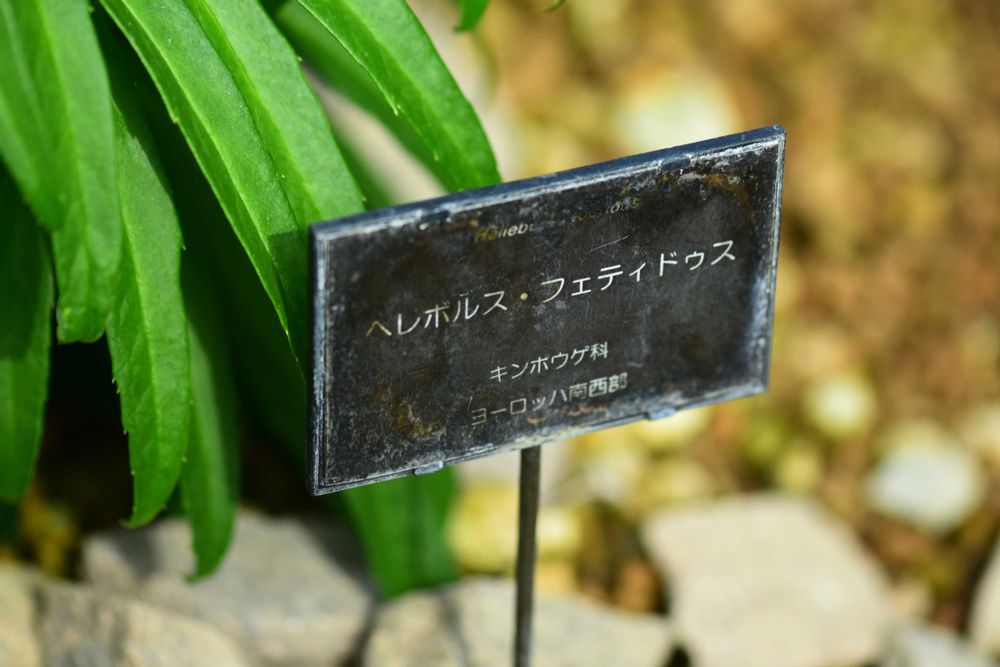 ヘレボルス・フェティドゥス
キンポウゲ科
ヨーロッパ南西部